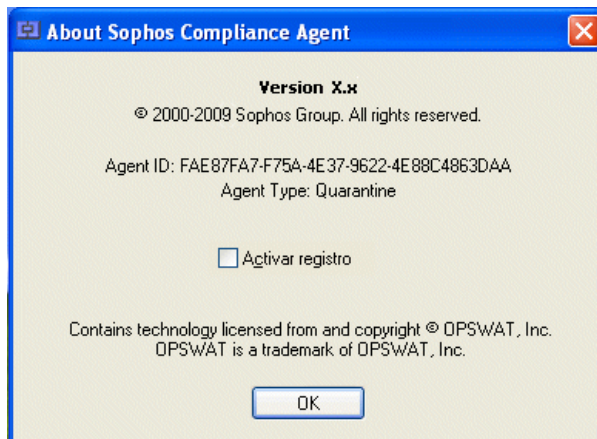 About Sophos Compliance Agent
Version X.x
© 2000-2009 Sophos Group. All rights reserved.
Agent ID: FAE87FA7-F75A-4E37-9622-4E88C4863DAA
Agent Type: Quarantine
Activar registro
Contains technology licensed from and copyright © OPSWAT, Inc.
OPSWAT is a trademark of OPSWAT, Inc.
OK